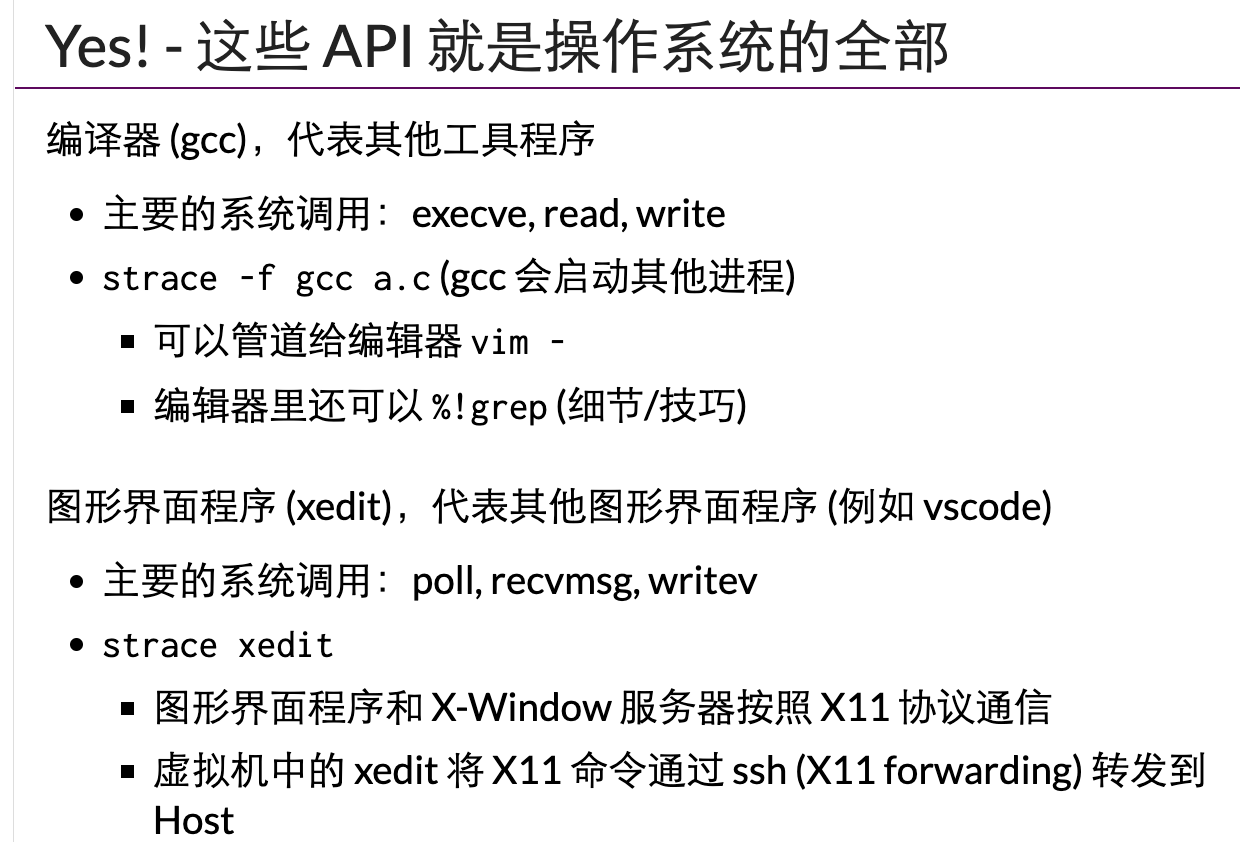 Yes! - 这些 API 就是操作系统的全部
编译器 (gcc)，代表其他工具程序
主要的系统调用：execve, read, write
strace -f gcc a.c (gcc 会启动其他进程)
可以管道给编辑器 vim -
编辑器里还可以 %!grep (细节/技巧)
图形界面程序 (xedit)，代表其他图形界面程序 (例如 vscode)
主要的系统调用：poll, recvmsg, writev
strace xedit
图形界面程序和 X-Window 服务器按照 X11 协议通信
虚拟机中的 xedit 将 X11 命令通过 ssh (X11 forwarding) 转发到
Host